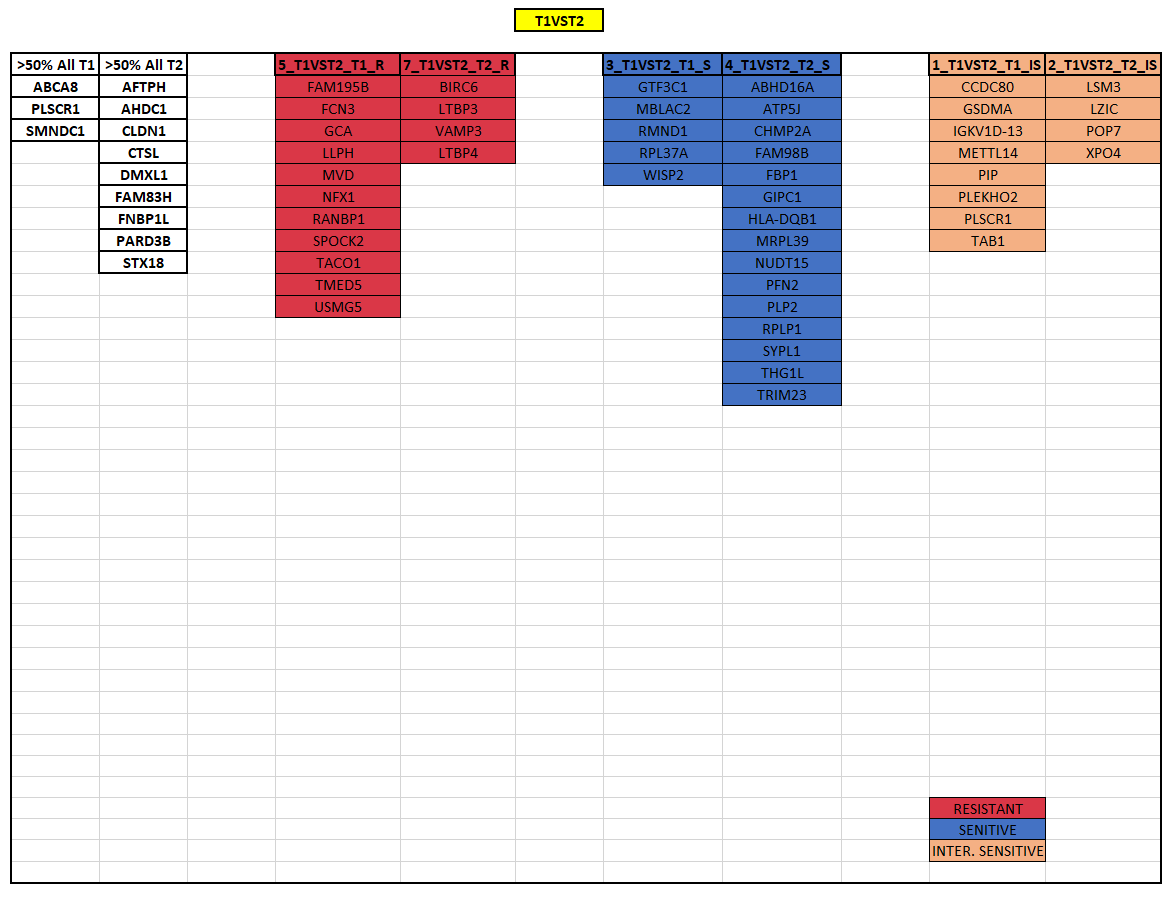 T1VST2
>50% All T1 >50% All T2 5_T1VST2_T1_R 7_T1VST2_T2_R 3_T1VST2_T1_S 4_T1VST2_T2_S 1_T1VST2_T1_IS 2_T1VST2_T2_IS
ABCA8 AFTPH FAM195B BIRC6 GTF3C1 ABHD16A CCDC80 LSM3
PLSCR1 AHDC1 FCN3 LTBP3 MBLAC2 ATP5J GSDMA LZIC
SMNDC1 CLDN1 GCA VAMP3 RMND1 CHMP2A IGKV1D-13 POP7
CTSL LLPH LTBP4 RPL37A FAM98B METTL14 XPO4
DMXL1 MVD WISP2 FBP1 PIP
FAM83H NFX1 GIPC1 PLEKHO2
FNBP1L RANBP1 HLA-DQB1 PLSCR1
PARD3B SPOCK2 MRPL39 TAB1
STX18 TACO1 NUDT15
TMED5 PFN2
USMG5 PLP2
RPLP1
SYPL1
THG1L
TRIM23
RESISTANT
SENITIVE
INTER. SENSITIVE